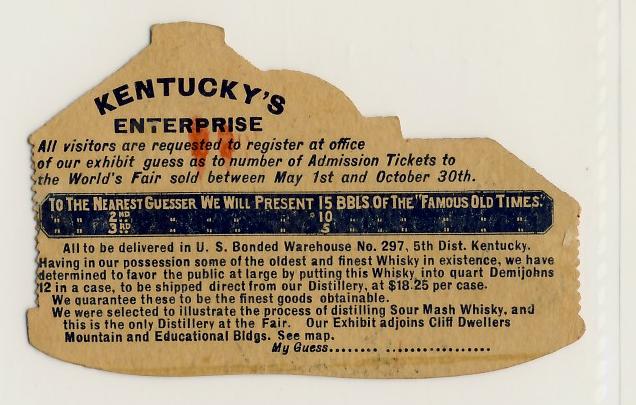 KENTUCKY'S
ENTERPRISE
All visitors are requested to register at office
of our exhibit guess as to number of Admission Tickets to
the World's Fair sold between May 1st and October 30th.
TO THE NEAREST GUESSER WE WILL PRESENT 15 BBLS OF THE "FAMOUS OLD TIMES."
" " 2ND " " " " 10 " " " " "
" " 3RD " " " " 5 " " " " "
All to be delivered in U. S. Bonded Warehouse No. 297, 5th Dist. Kentucky.
Having in our possession some of the oldest and finest Whisky in existence, we have
determined to favor the public at large by putting this Whisky into quart Demijohns
12 in a case, to be shipped direct from our Distillery, at $18.25 per case.
We guarantee these to be the finest goods obtainable.
We were selected to illustrate the process of distilling Sour Mash Whisky, and
this is the only Distillery at the Fair. Our Exhibit adjoins Cliff Dwellers
Mountain and Educational Bldgs. See map.
My Guess........ ..................